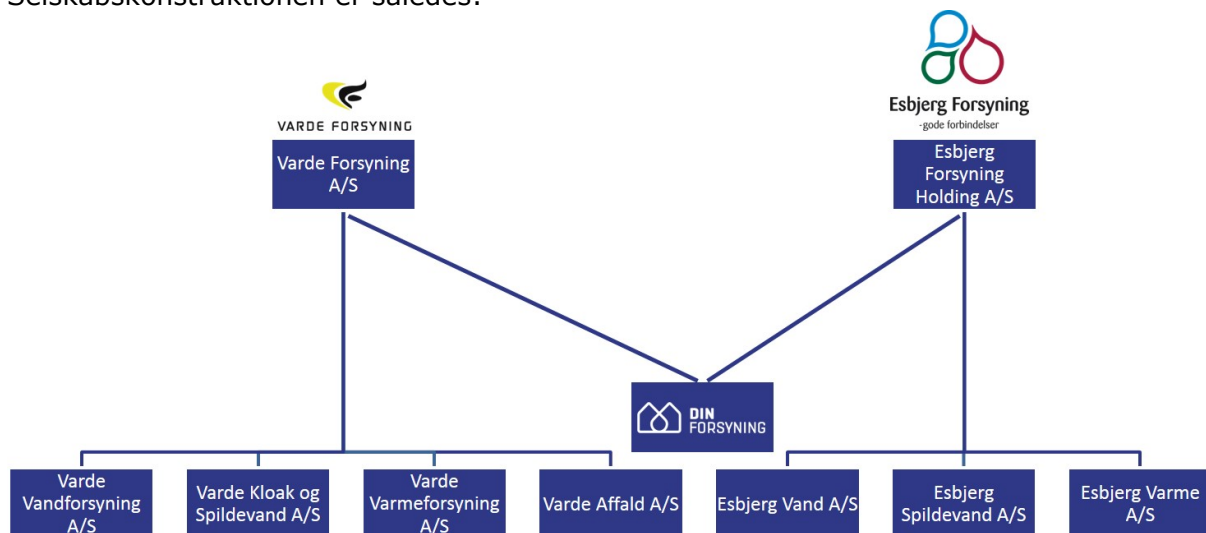 Selskabskonstruktionen er således:
VARDE FORSYNING
Esbjerg Forsyning
-gode forbindelser
Varde Forsyning
A/S
Esbjerg
Forsyning
Holding A/S
DIN
FORSYNING
Varde
Vandforsyning
A/S
Varde Kloak og
Spildevand A/S
Varde
Varmeforsyning
A/S
Varde Affald A/S
Esbjerg Vand A/S
Esbjerg
Spildevand A/S
Esbjerg Varme
A/S